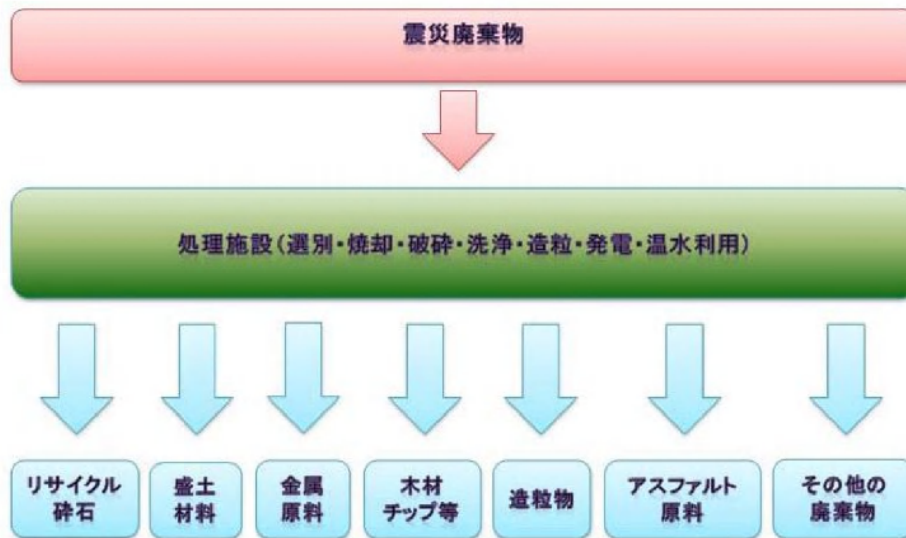 震災廃棄物
処理施設(選別・焼却・破砕・洗浄・造粒・発電・温水利用)
リサイクル
砕石
盛土
材料
金属
原料
木材
チップ等
造粒物
アスファルト
原料
その他の
廃棄物